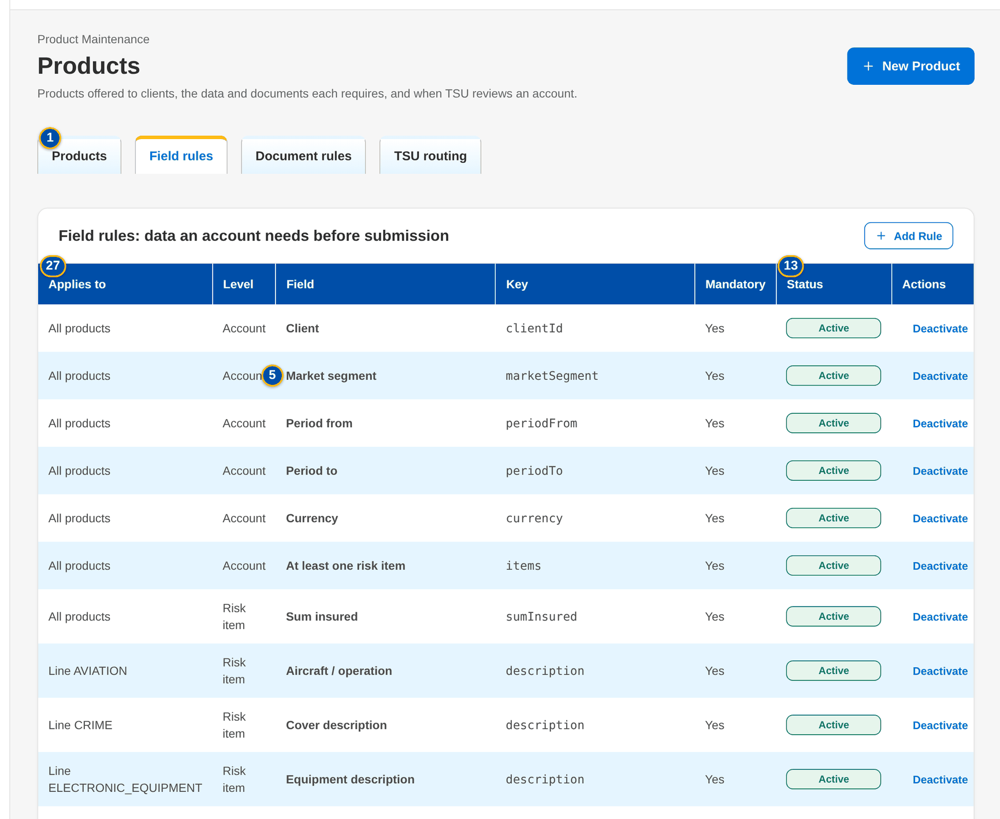 Product Maintenance
Products
+ New Product
Products offered to clients, the data and documents each requires, and when TSU reviews an account.
1
Products
Field rules
Document rules
TSU routing
Field rules: data an account needs before submission
+ Add Rule
27
13
Applies to Level Field Key Mandatory Status Actions
All products Account Client clientId Yes Active Deactivate
All products Accoun 5 Market segment marketSegment Yes Active Deactivate
All products Account Period from periodFrom Yes Active Deactivate
All products Account Period to periodTo Yes Active Deactivate
All products Account Currency currency Yes Active Deactivate
All products Account At least one risk item items Yes Active Deactivate
All products Risk item Sum insured sumInsured Yes Active Deactivate
Line AVIATION Risk item Aircraft / operation description Yes Active Deactivate
Line CRIME Risk item Cover description description Yes Active Deactivate
Line ELECTRONIC_EQUIPMENT Risk item Equipment description description Yes Active Deactivate